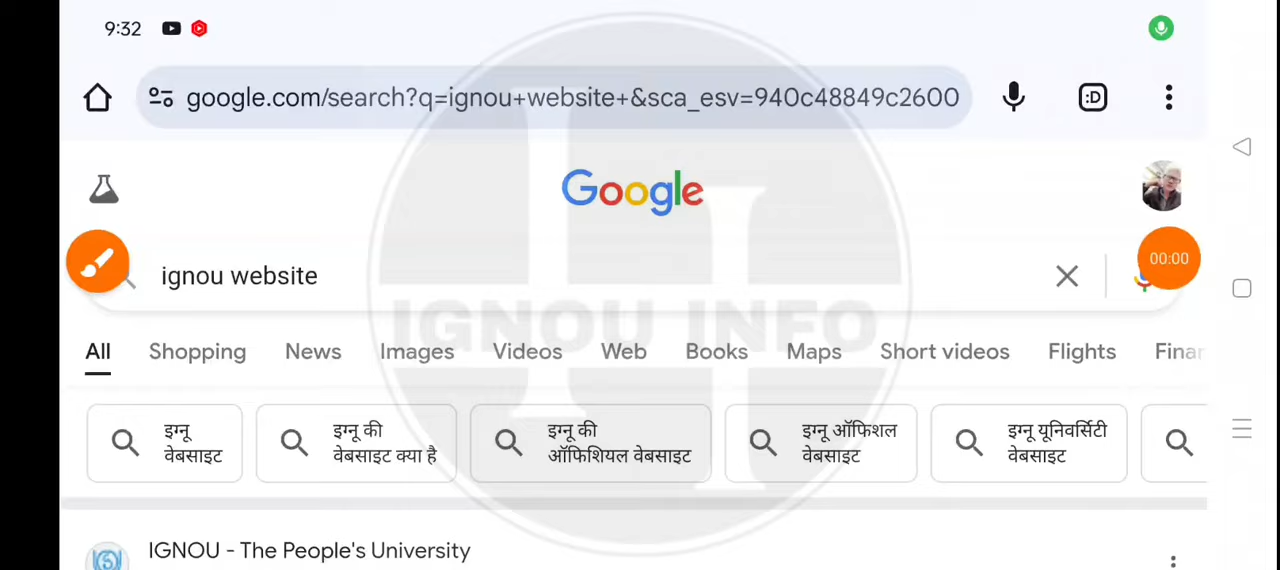 9:32
google.com/search?q=ignou+website+&sca_esv=940c48849c2600
:D
Google
ignou website
00:00
IGNOU INFO
All Shopping News Images Videos Web Books Maps Short videos Flights Finar
इग्नू वेबसाइट
इग्नू की वेबसाइट क्या है
इग्नू की ऑफिशियल वेबसाइट
इग्नू ऑफिशल वेबसाइट
इग्नू यूनिवर्सिटी वेबसाइट
IGNOU - The People's University